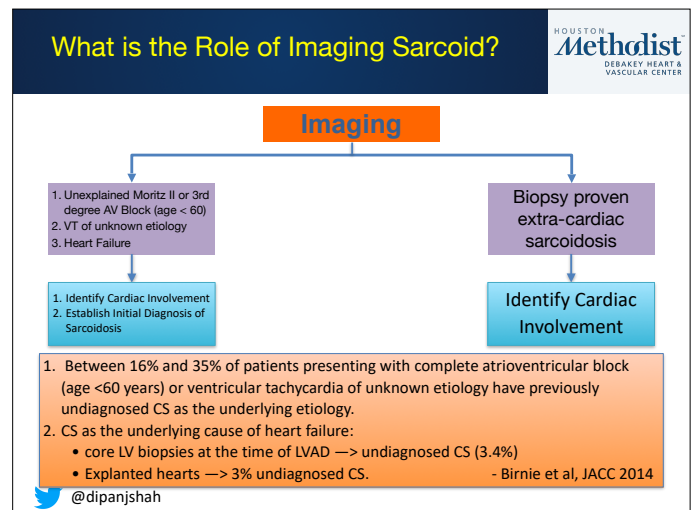 What is the Role of Imaging Sarcoid?
HOUSTON
Methodist
DEBAKEY HEART &
VASCULAR CENTER
Imaging
1. Unexplained Moritz II or 3rd
degree AV Block (age < 60)
2. VT of unknown etiology
3. Heart Failure
Biopsy proven
extra-cardiac
sarcoidosis
1. Identify Cardiac Involvement
2. Establish Initial Diagnosis of
Sarcoidosis
Identify Cardiac
Involvement
1. Between 16% and 35% of patients presenting with complete atrioventricular block
(age <60 years) or ventricular tachycardia of unknown etiology have previously
undiagnosed CS as the underlying etiology.
2. CS as the underlying cause of heart failure:
• core LV biopsies at the time of LVAD —> undiagnosed CS (3.4%)
• Explanted hearts —> 3% undiagnosed CS. - Birnie et al, JACC 2014
@dipanjshah